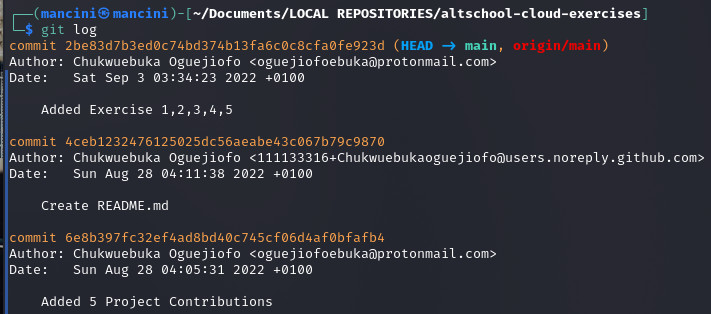 ┌──(mancini㉿mancini)-[~/Documents/LOCAL REPOSITORIES/altschool-cloud-exercises]
└─$ git log
commit 2be83d7b3ed0c74bd374b13fa6c0c8cfa0fe923d (HEAD -> main, origin/main)
Author: Chukwuebuka Oguejiofo <oguejiofoebuka@protonmail.com>
Date:   Sat Sep 3 03:34:23 2022 +0100
    Added Exercise 1,2,3,4,5
commit 4ceb1232476125025dc56aeabe43c067b79c9870
Author: Chukwuebuka Oguejiofo <111133316+Chukwuebukaoguejiofo@users.noreply.github.com>
Date:   Sun Aug 28 04:11:38 2022 +0100
    Create README.md
commit 6e8b397fc32ef4ad8bd40c745cf06d4af0bfafb4
Author: Chukwuebuka Oguejiofo <oguejiofoebuka@protonmail.com>
Date:   Sun Aug 28 04:05:31 2022 +0100
    Added 5 Project Contributions